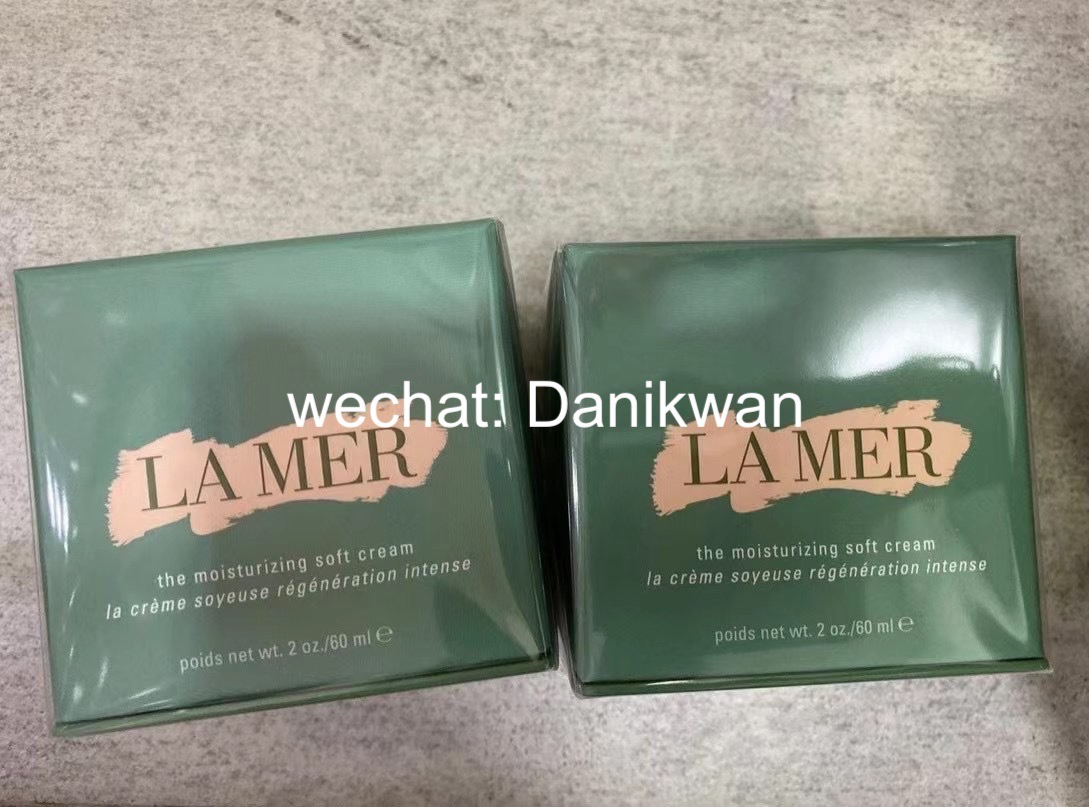 wechat: Danikwan
LA MER
the moisturizing soft cream
la crème soyeuse régénération intense
poids net wt. 2 oz./60 ml ℮
LA MER
the moisturizing soft cream
la crème soyeuse régénération intense
poids net wt. 2 oz./60 ml ℮